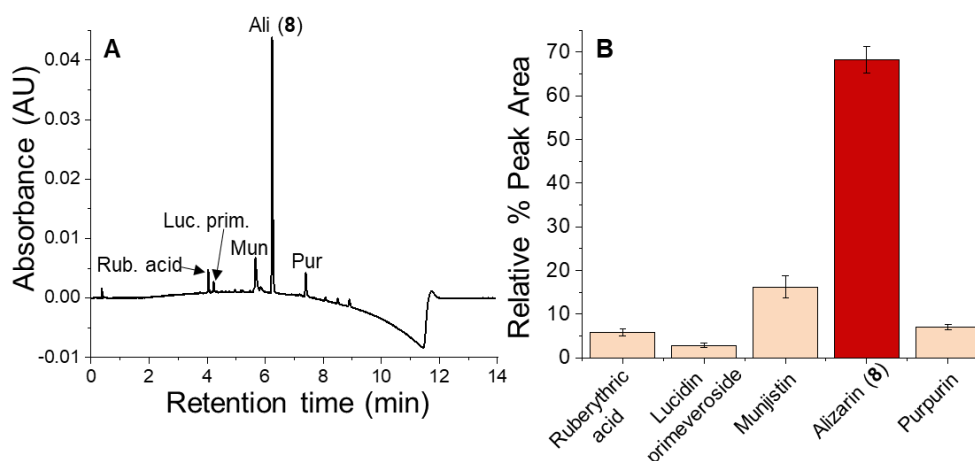 A
Ali (8)
Luc. prim.
Rub. acid
Mun
Pur
Absorbance (AU)
0.04
0.03
0.02
0.01
0.00
-0.01
0 2 4 6 8 10 12 14
Retention time (min)
B
Relative % Peak Area
70
60
50
40
30
20
10
0
Ruberythric
acid
Lucidin
primeveroside
Munjistin
Alizarin (8)
Purpurin